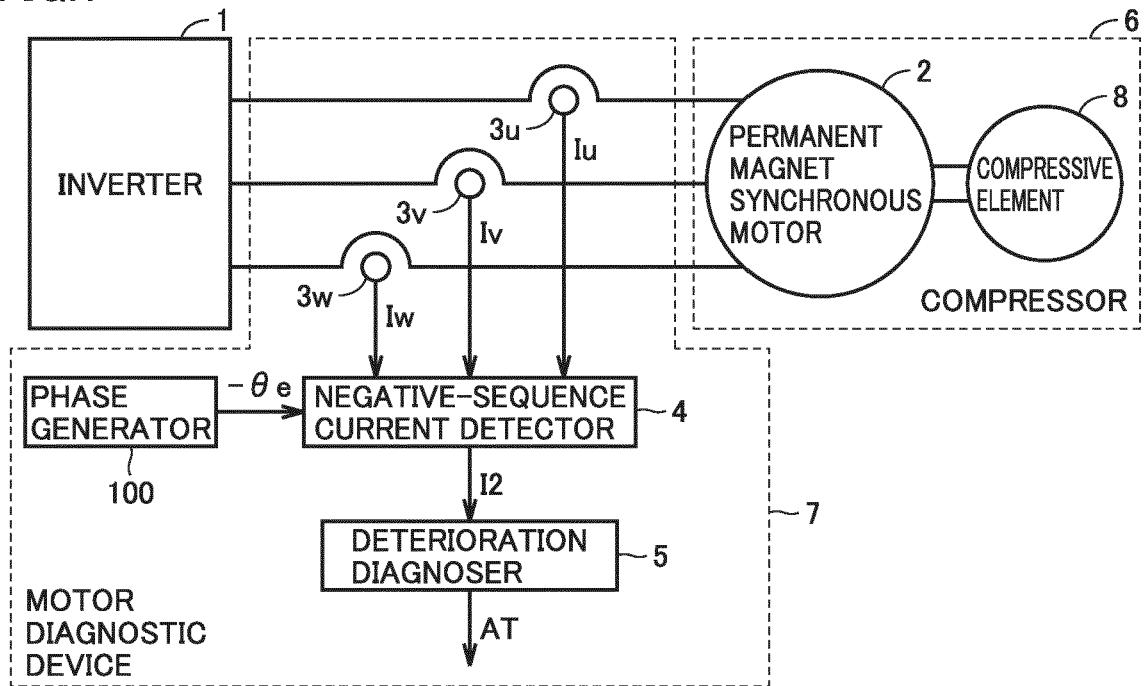 1
6
INVERTER
3u
Iu
3v
Iv
3w
Iw
2
PERMANENT
MAGNET
SYNCHRONOUS
MOTOR
8
COMPRESSIVE
ELEMENT
COMPRESSOR
PHASE
GENERATOR
100
-θe
NEGATIVE-SEQUENCE
CURRENT DETECTOR
4
I2
7
DETERIORATION
DIAGNOSER
5
AT
MOTOR
DIAGNOSTIC
DEVICE